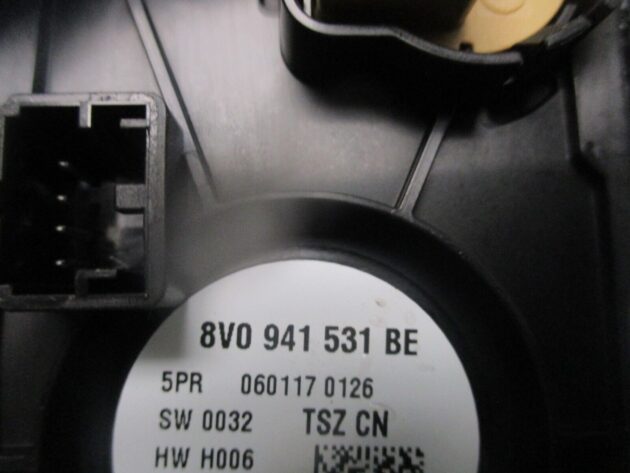 8V0 941 531 BE
5PR 060117 0126
SW 0032 TSZ CN
HW H006